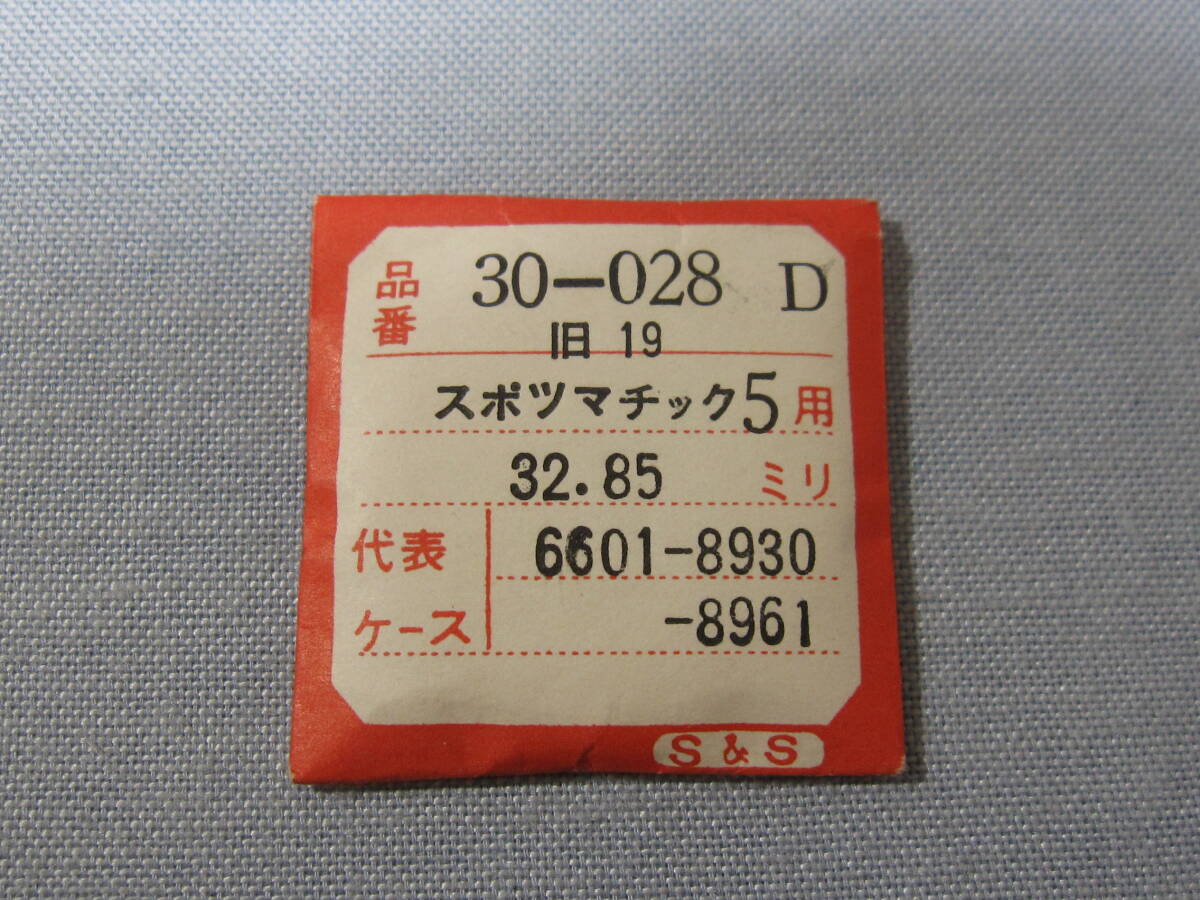 品番 30-028 D
旧 19
スポツマチック5用
32.85 ミリ
代表 6601-8930
ケース -8961
S & S